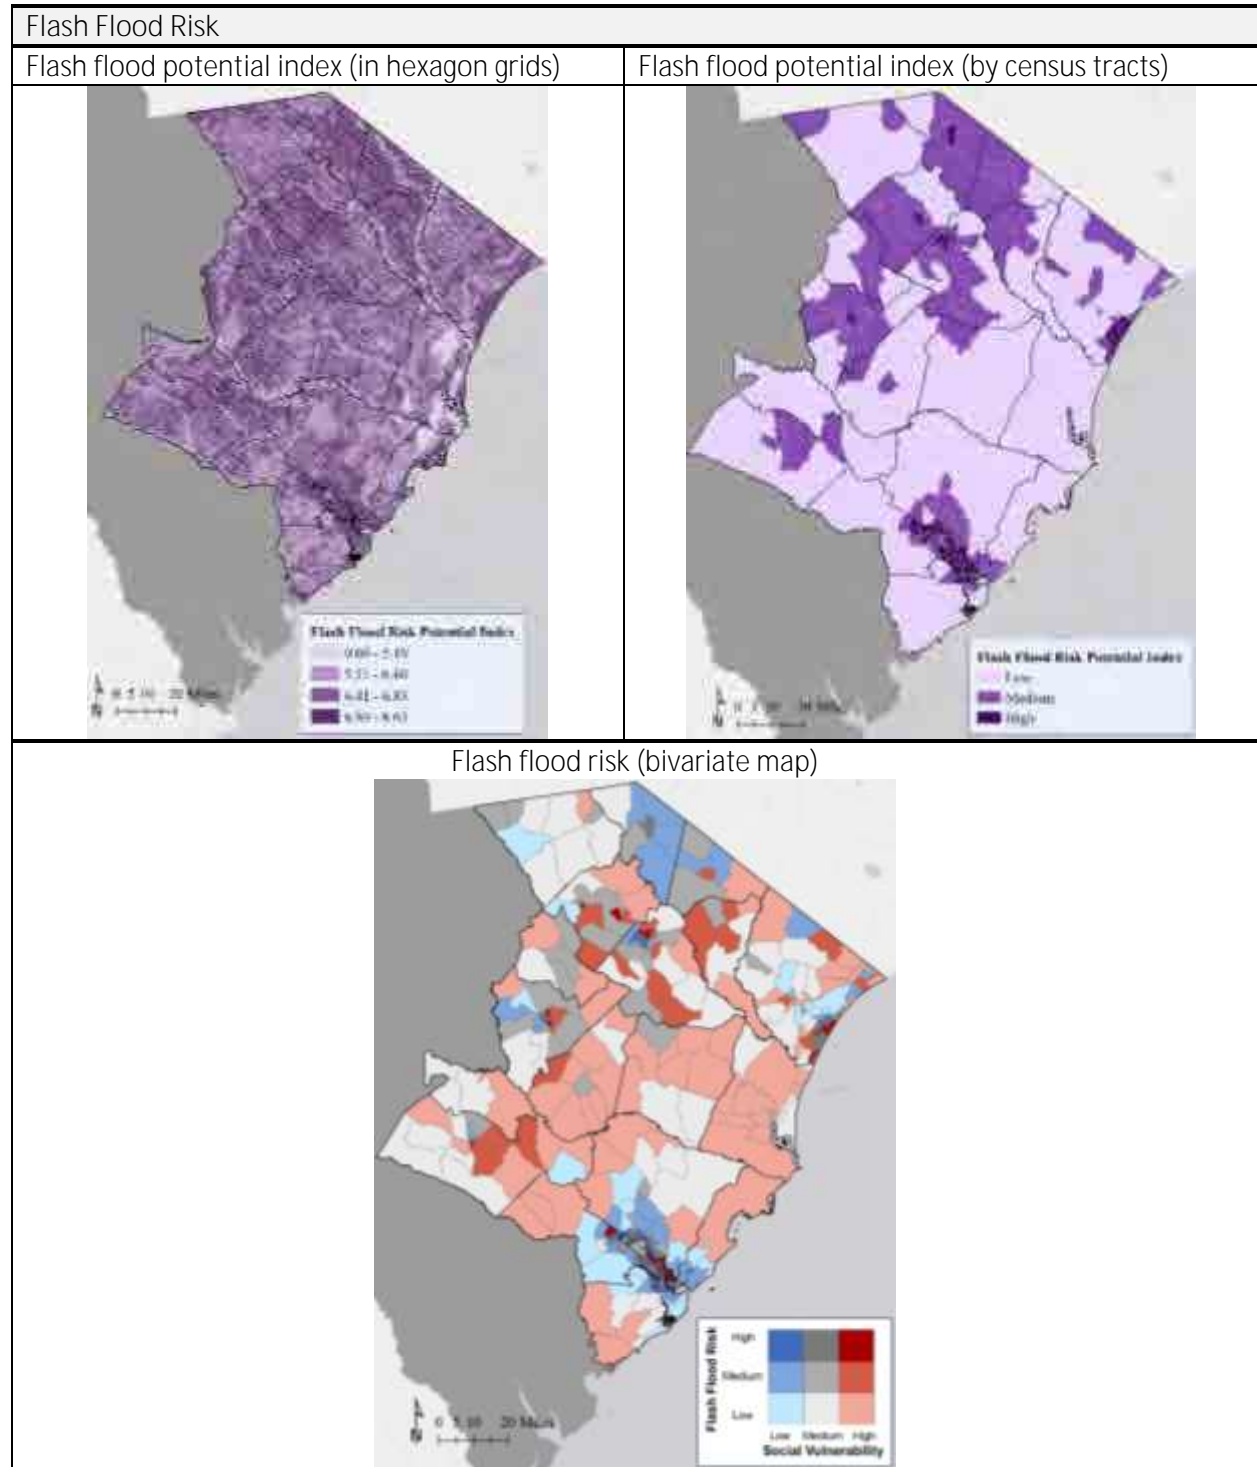 Flash Flood Risk
Flash flood potential index (in hexagon grids)
Flash flood potential index (by census tracts)
Flash Flood Risk Potential Index
N
Flash Flood Risk Potential Index
Low
Medium
High
N
Flash flood risk (bivariate map)
High
Medium
Low
Flash Flood Risk
Low Medium High
Social Vulnerability
N
0 5 10 20 Miles